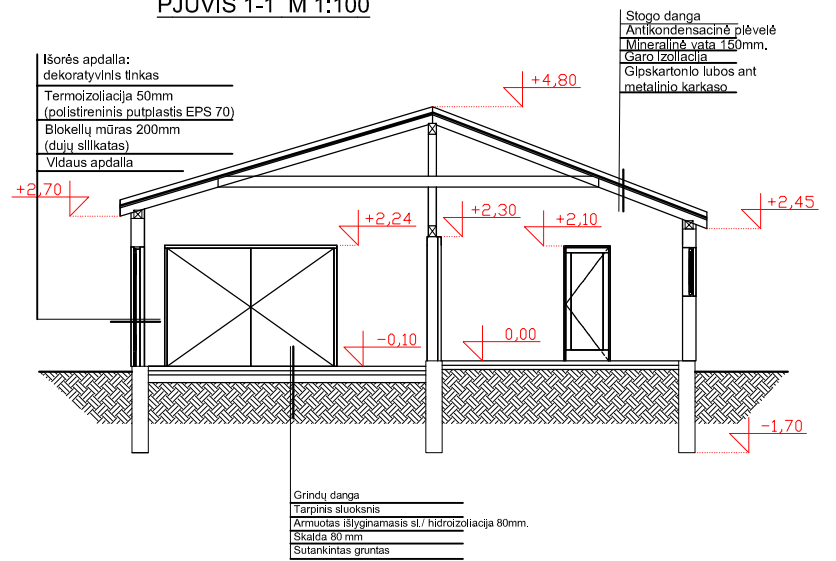 PJŪVIS 1-1 M 1:100
Išorės apdaila:
dekoratyvinis tinkas
Termoizoliacija 50mm
(polistireninis putplastis EPS 70)
Blokelių mūras 200mm
(dujų silikatas)
Vidaus apdaila
Stogo danga
Antikondensacinė plėvelė
Mineralinė vata 150mm.
Garo izoliacija
Gipskartonio lubos ant
metalinio karkaso
+4,80
+2,70
+2,24
+2,30
+2,10
+2,45
-0,10
0,00
-1,70
Grindų danga
Tarpinis sluoksnis
Armuotas išlyginamasis sl./ hidroizoliacija 80mm.
Skalda 80 mm
Sutankintas gruntas